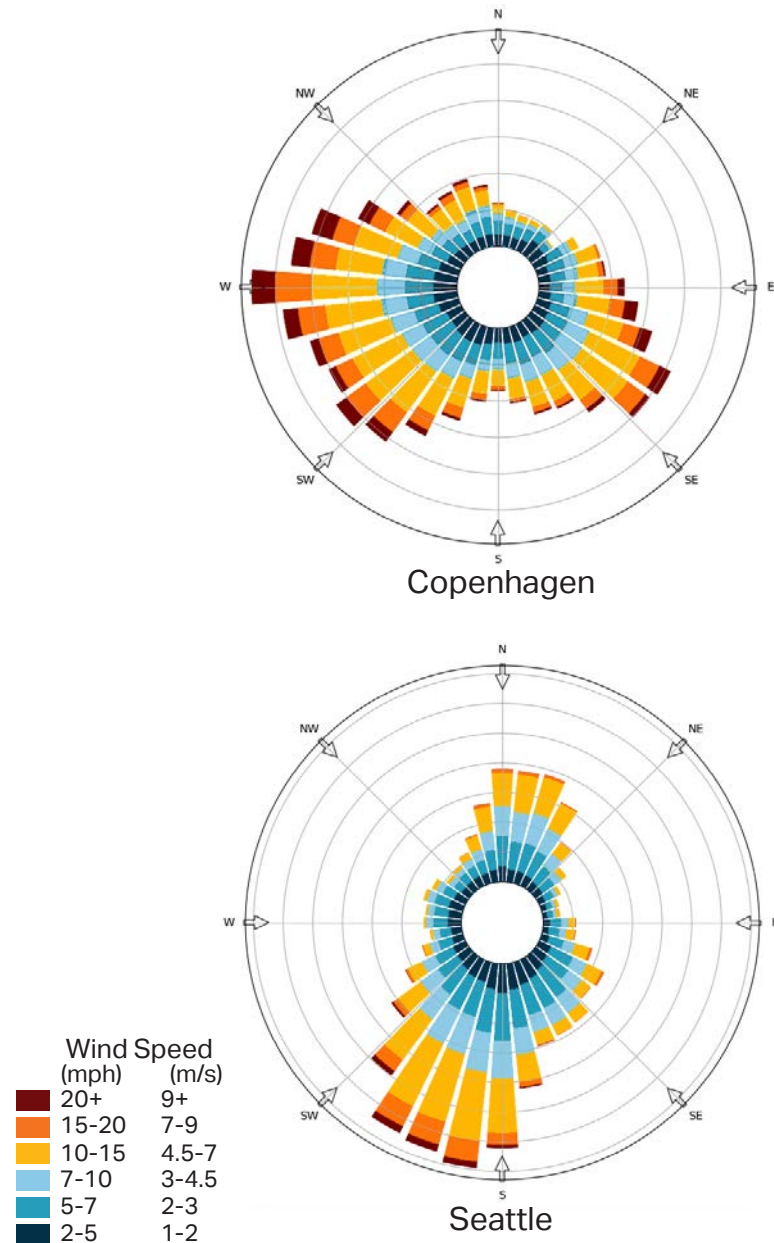 N
NW NE
W E
SW SE
S
Copenhagen
N
NW NE
W
SW SE
S
Seattle
Wind Speed
(mph) (m/s)
20+ 9+
15-20 7-9
10-15 4.5-7
7-10 3-4.5
5-7 2-3
2-5 1-2